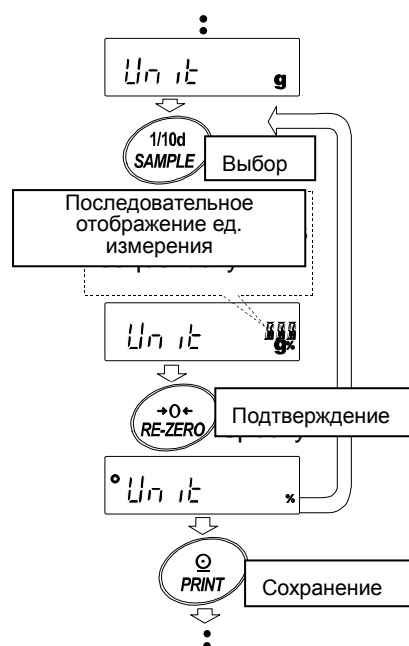 Unit g
1/10d
SAMPLE
Выбор
Последовательное
отображение ед.
измерения
Unit g%
→0←
RE-ZERO
Подтверждение
Unit %
PRINT
Сохранение